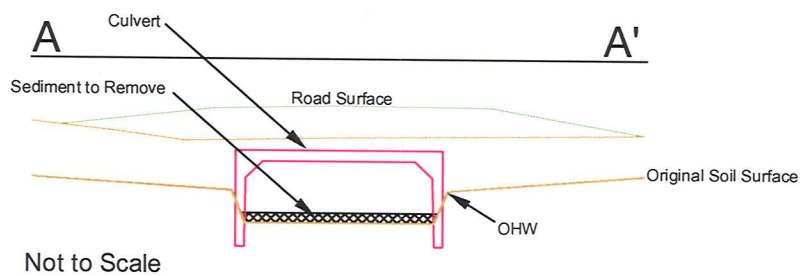 Culvert
A A'
Sediment to Remove
Road Surface
Original Soil Surface
OHW
Not to Scale